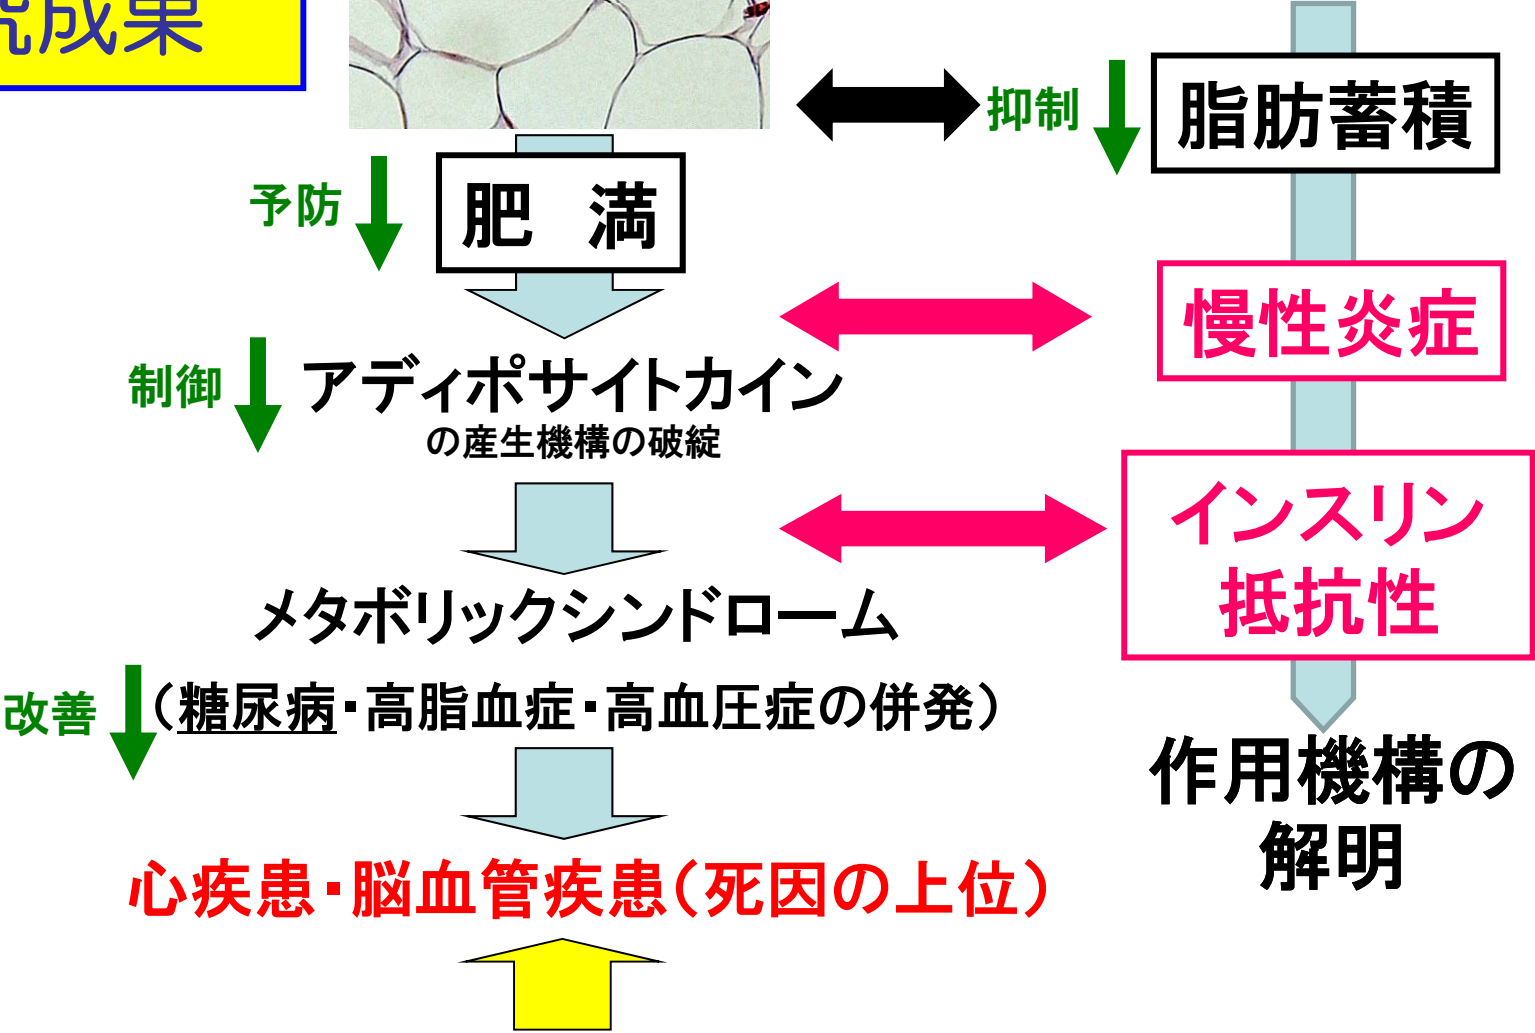 究成果
抑制
脂肪蓄積
予防
肥　満
慢性炎症
制御
アディポサイトカイン
の産生機構の破綻
インスリン
抵抗性
メタボリックシンドローム
改善
（糖尿病・高脂血症・高血圧症の併発）
作用機構の
解明
心疾患・脳血管疾患（死因の上位）